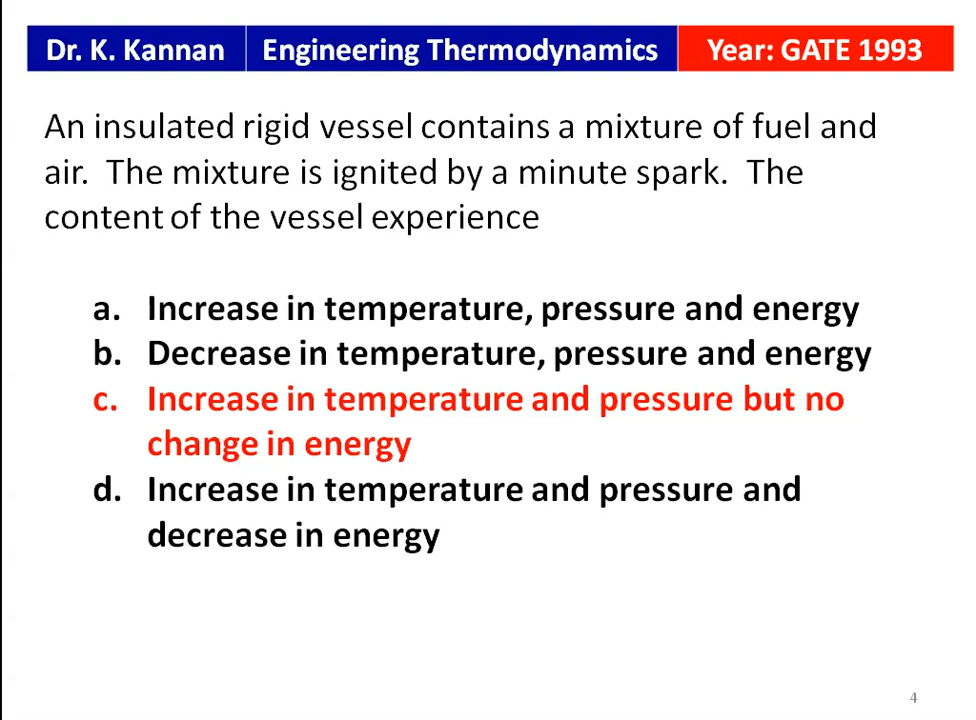 Dr. K. Kannan Engineering Thermodynamics Year: GATE 1993
An insulated rigid vessel contains a mixture of fuel and
air. The mixture is ignited by a minute spark. The
content of the vessel experience
a. Increase in temperature, pressure and energy
b. Decrease in temperature, pressure and energy
c. Increase in temperature and pressure but no
change in energy
d. Increase in temperature and pressure and
decrease in energy
4